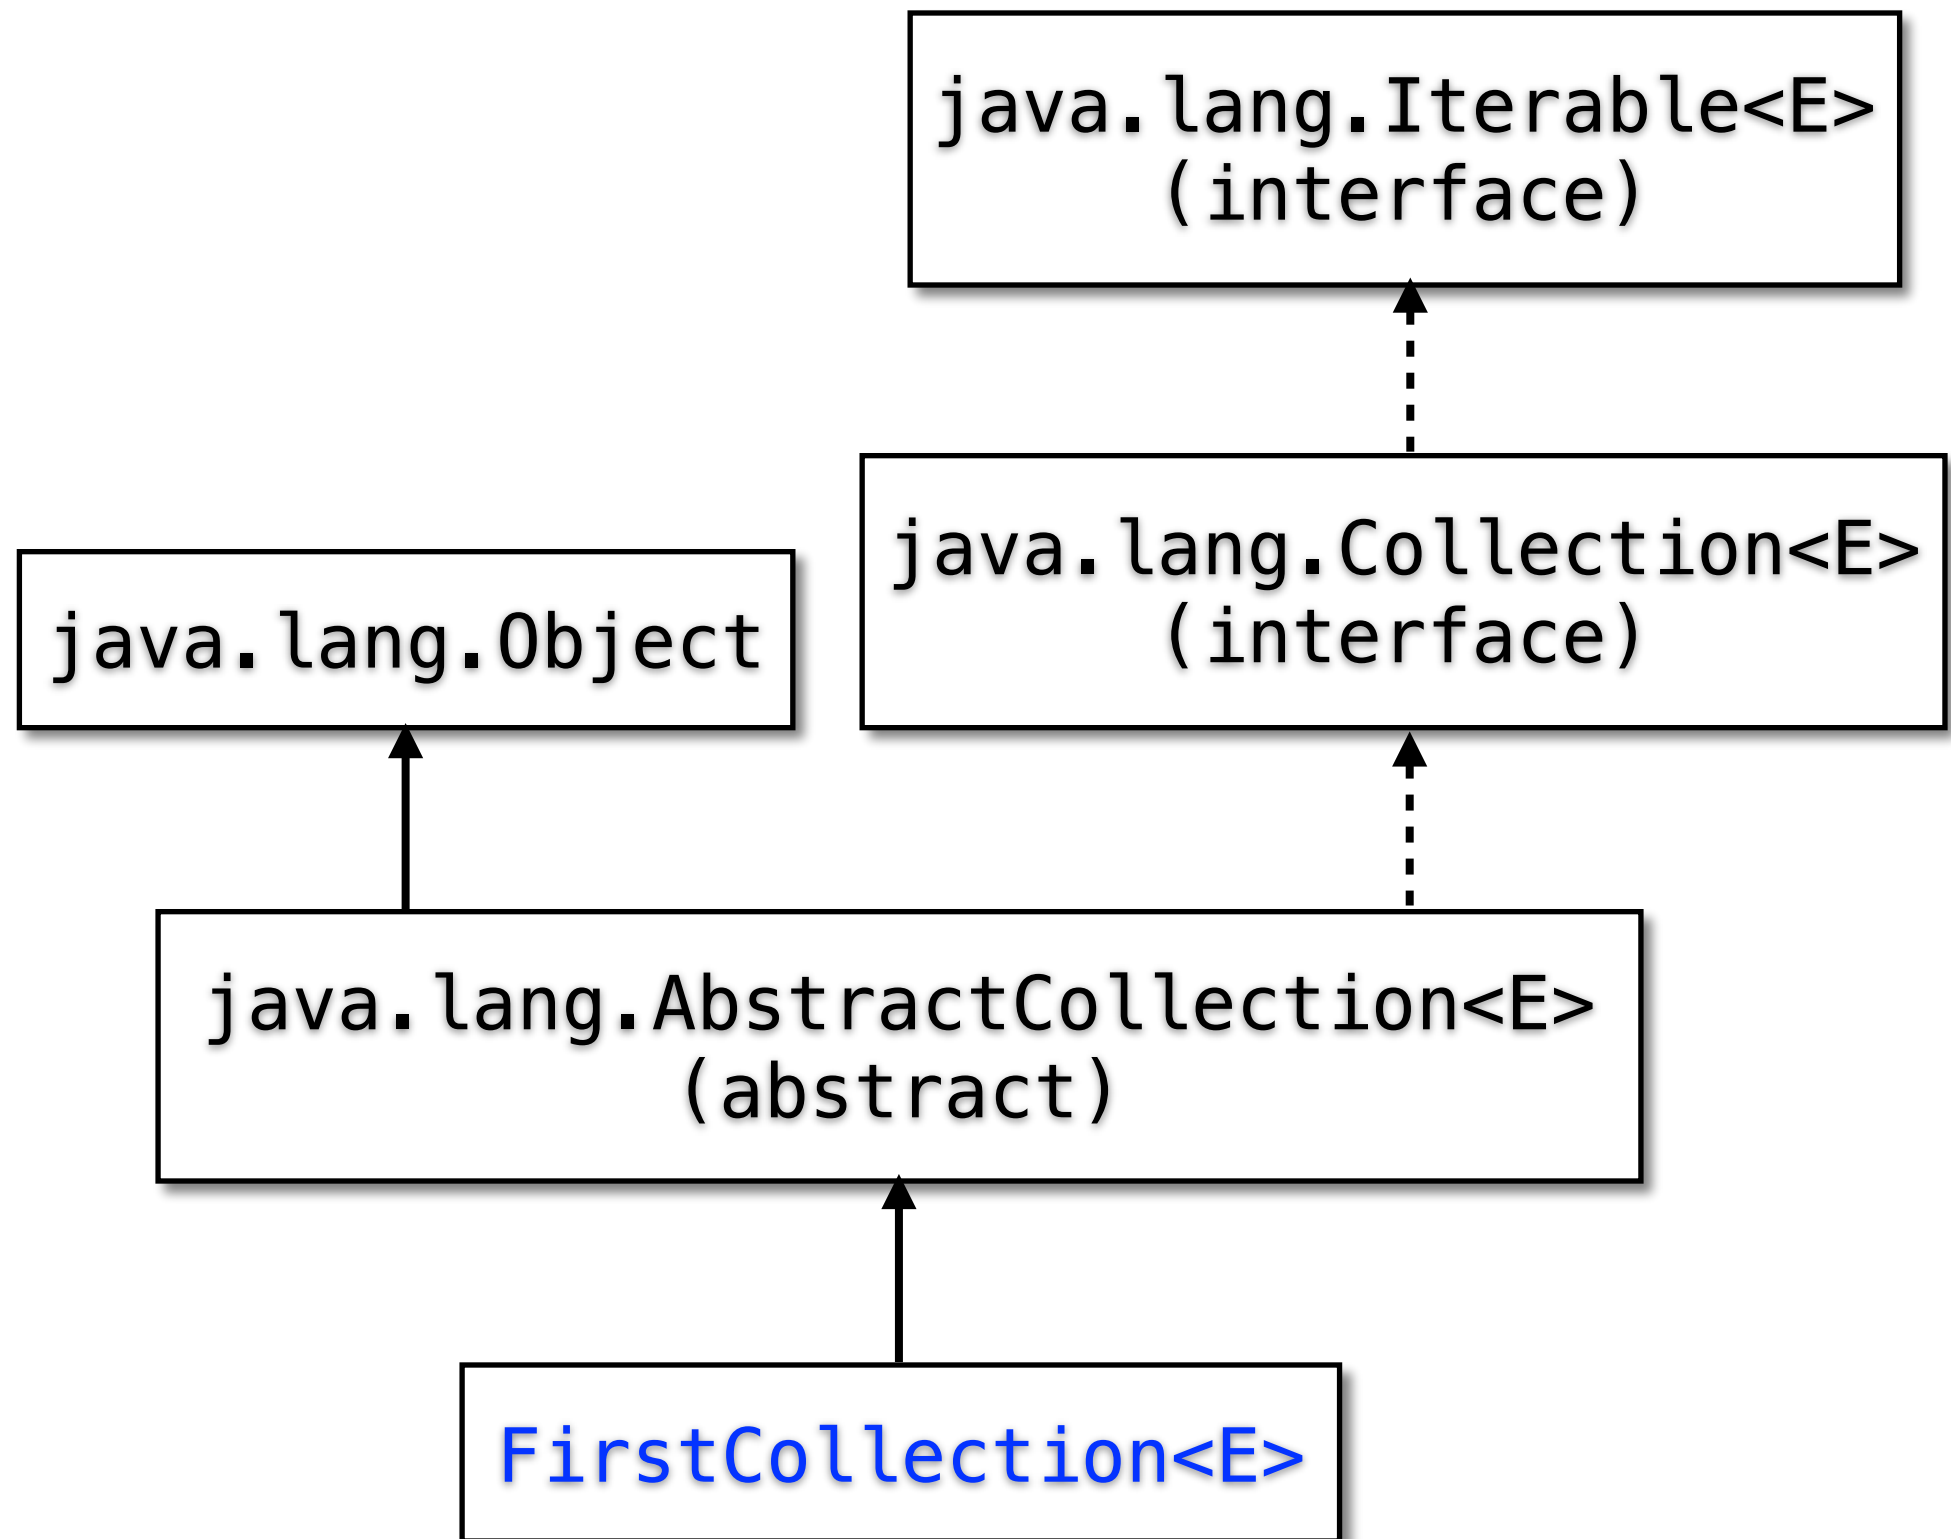 java.lang.Iterable<E>
(interface)
java.lang.Collection<E>
(interface)
java.lang.Object
java.lang.AbstractCollection<E>
(abstract)
FirstCollection<E>